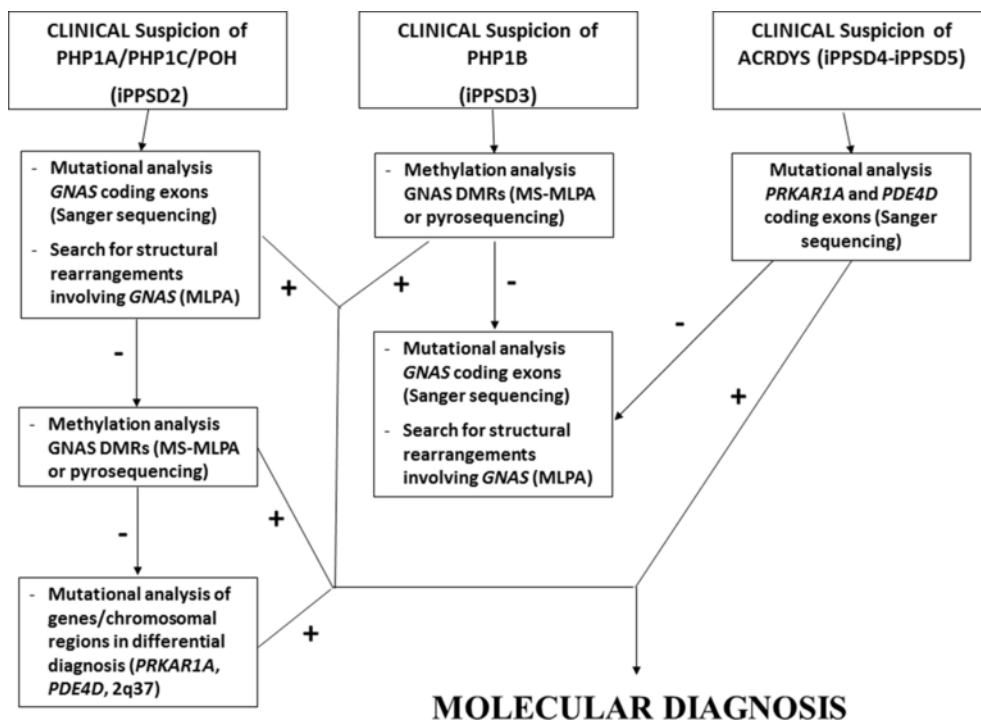 CLINICAL Suspicion of
PHP1A/PHP1C/POH
(iPPSD2)
CLINICAL Suspicion of
PHP1B
(iPPSD3)
CLINICAL Suspicion of
ACRDYS (iPPSD4-iPPSD5)
- Mutational analysis
GNAS coding exons
(Sanger sequencing)
- Search for structural
rearrangements
involving GNAS (MLPA)
- Methylation analysis
GNAS DMRs (MS-MLPA
or pyrosequencing)
Mutational analysis
PRKAR1A and PDE4D
coding exons (Sanger
sequencing)
+
+
-
-
-
+
- Mutational analysis
GNAS coding exons
(Sanger sequencing)
- Search for structural
rearrangements
involving GNAS (MLPA)
- Methylation analysis
GNAS DMRs (MS-MLPA
or pyrosequencing)
+
-
- Mutational analysis of
genes/chromosomal
regions in differential
diagnosis (PRKAR1A,
PDE4D, 2q37)
+
MOLECULAR DIAGNOSIS